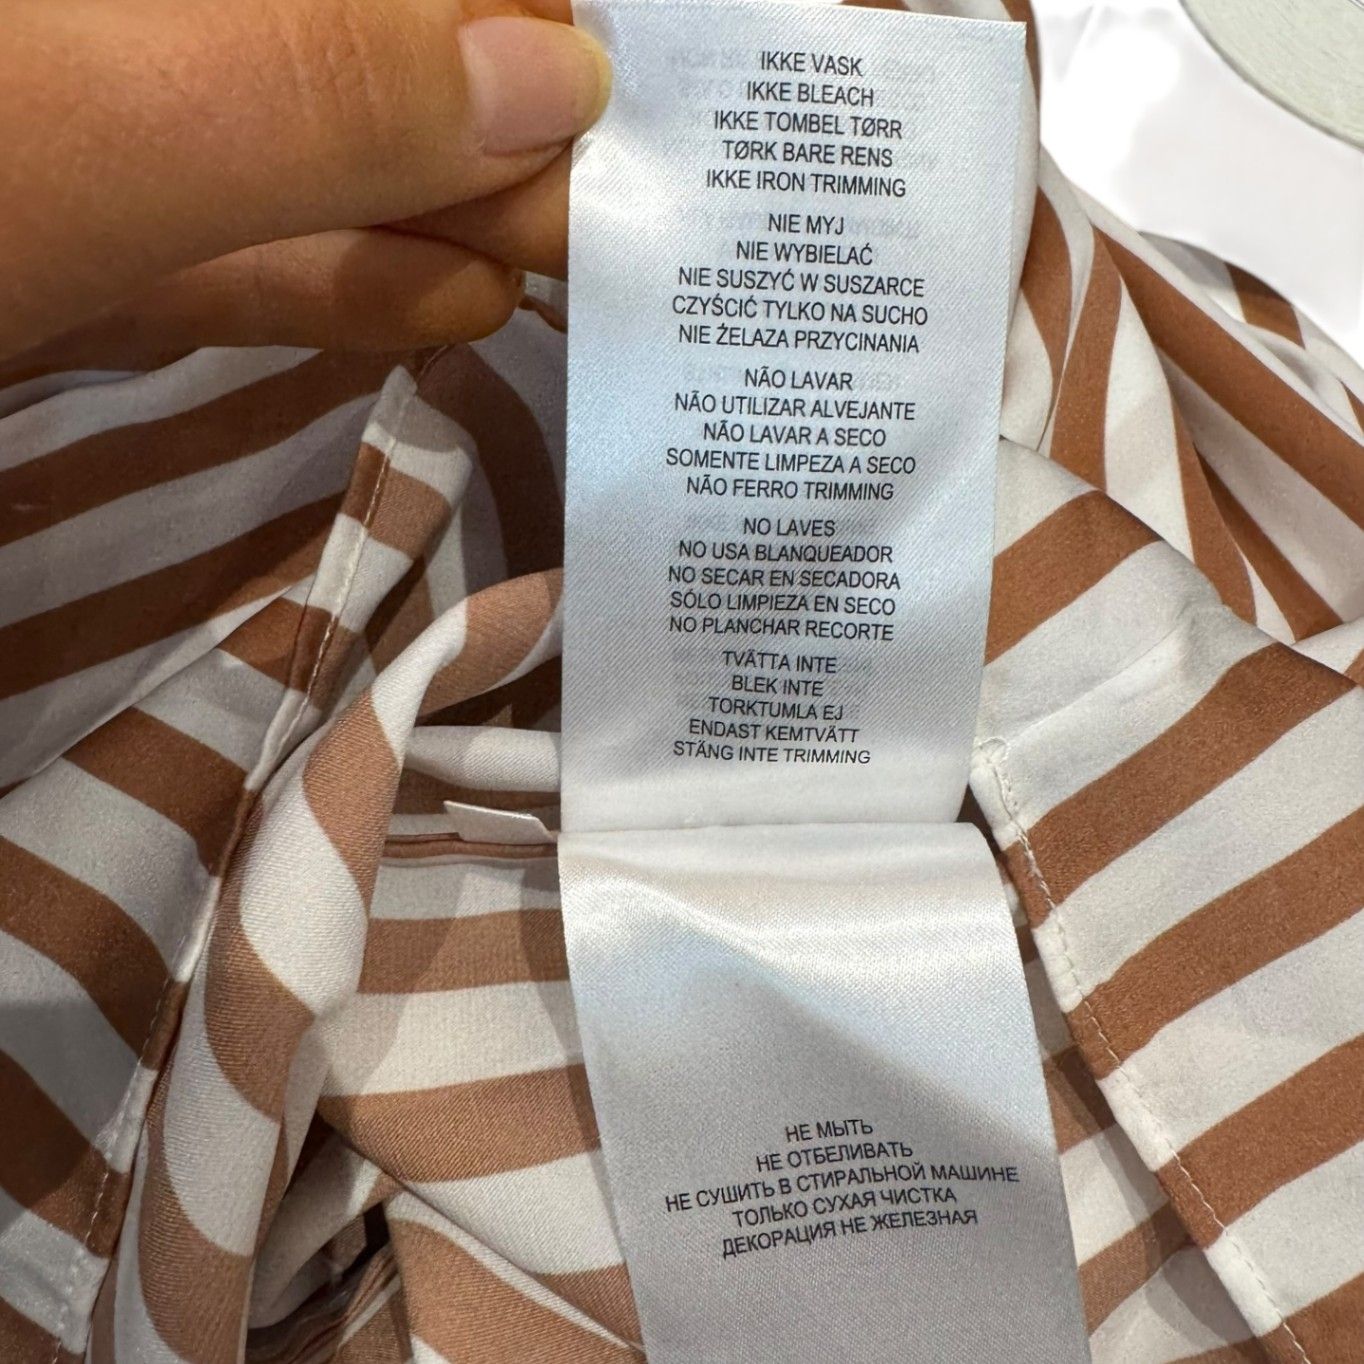 IKKE VASK
IKKE BLEACH
IKKE TOMBEL TØRR
TØRK BARE RENS
IKKE IRON TRIMMING
NIE MYJ
NIE WYBIELAĆ
NIE SUSZYĆ W SUSZARCE
CZYŚCIĆ TYLKO NA SUCHO
NIE ŻELAZA PRZYCINANIA
NÃO LAVAR
NÃO UTILIZAR ALVEJANTE
NÃO LAVAR A SECO
SOMENTE LIMPEZA A SECO
NÃO FERRO TRIMMING
NO LAVES
NO USA BLANQUEADOR
NO SECAR EN SECADORA
SÓLO LIMPIEZA EN SECO
NO PLANCHAR RECORTE
TVÄTTA INTE
BLEK INTE
TORKTUMLA EJ
ENDAST KEMTVÄTT
STÄNG INTE TRIMMING
НЕ МЫТЬ
НЕ ОТБЕЛИВАТЬ
НЕ СУШИТЬ В СТИРАЛЬНОЙ МАШИНЕ
ТОЛЬКО СУХАЯ ЧИСТКА
ДЕКОРАЦИЯ НЕ ЖЕЛЕЗНАЯ